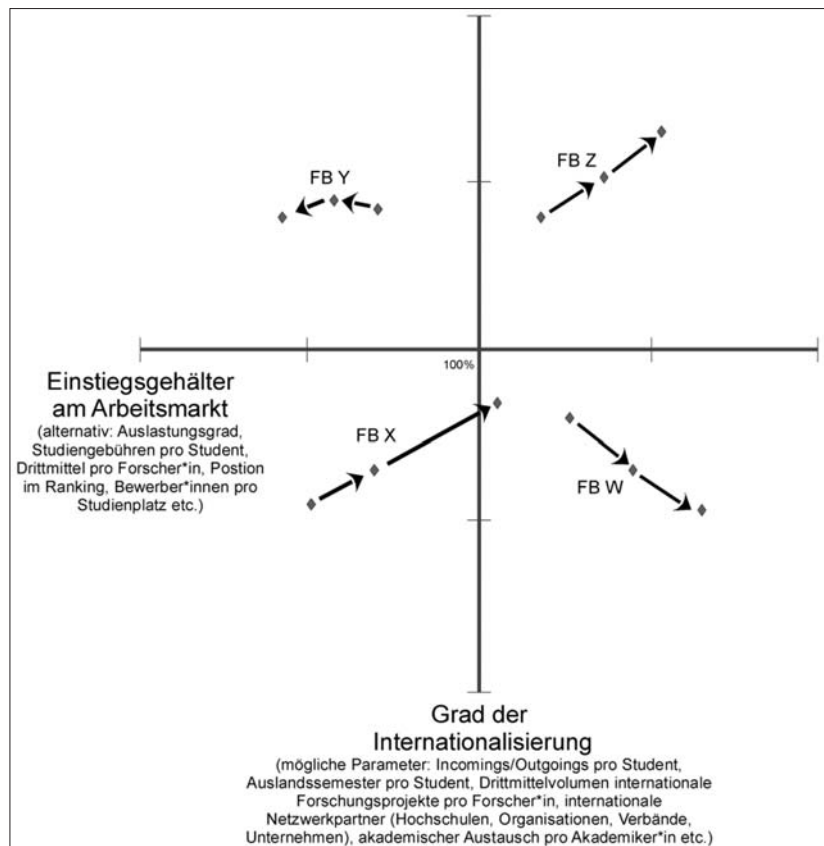 FB Y
FB Z
100%
Einstiegsgehälter
am Arbeitsmarkt
(alternativ: Auslastungsgrad,
Studiengebühren pro Student,
Drittmittel pro Forscher*in, Postion
im Ranking, Bewerber*innen pro
Studienplatz etc.)
FB X
FB W
Grad der
Internationalisierung
(mögliche Parameter: Incomings/Outgoings pro Student,
Auslandssemester pro Student, Drittmittelvolumen internationale
Forschungsprojekte pro Forscher*in, internationale
Netzwerkpartner (Hochschulen, Organisationen, Verbände,
Unternehmen), akademischer Austausch pro Akademiker*in etc.)